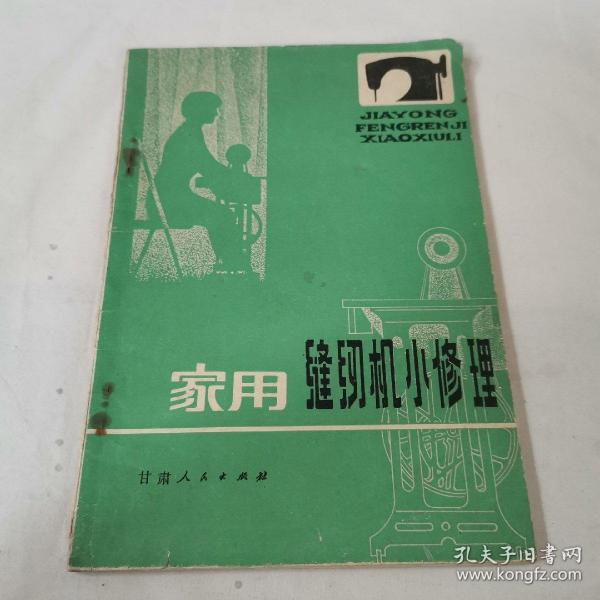 JIAYONG
FENGRENJI
XIAOXIULI
家用 缝纫机小修理
甘肃人民出版社
孔夫子旧书网
www.kongfz.com